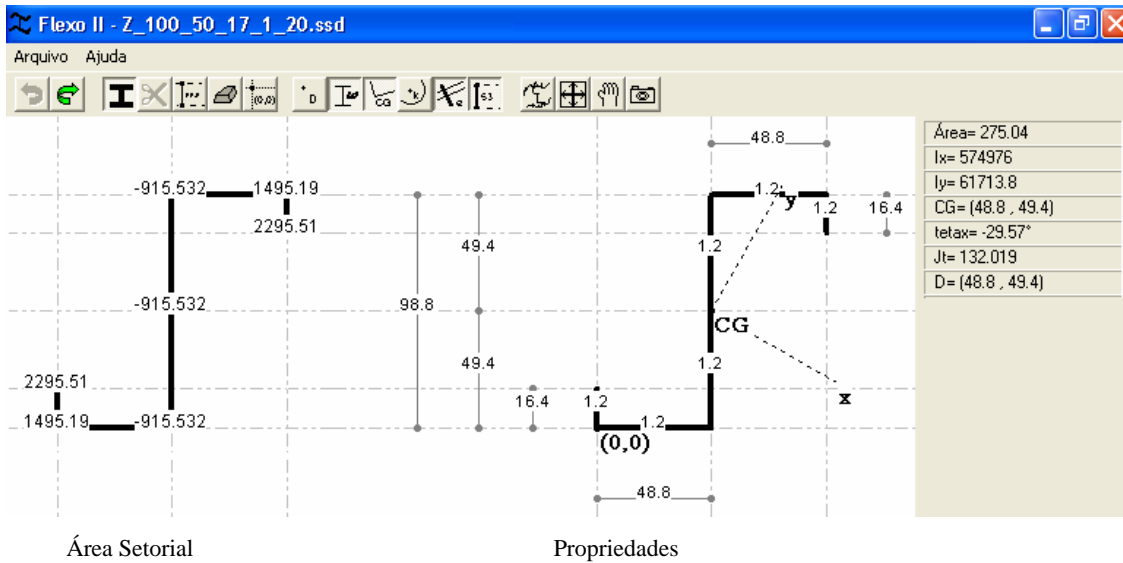 Flexo II - Z_100_50_17_1_20.ssd
Arquivo Ajuda
(0,0)
D
CG
-915.532 1495.19
2295.51
-915.532
2295.51
1495.19 -915.532
48.8
1.2
y
1.2
16.4
49.4
1.2
98.8
CG
49.4
1.2
16.4
1.2
x
1.2
(0,0)
48.8
Área= 275.04
Ix= 574976
Iy= 61713.8
CG= (48.8 , 49.4)
tetax= -29.57°
Jt= 132.019
D= (48.8 , 49.4)
Área Setorial Propriedades